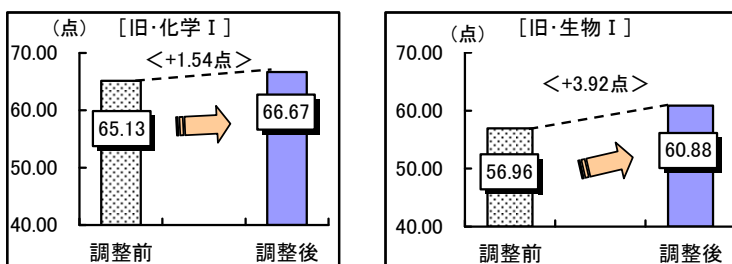 (点) [旧・化学Ⅰ]
70.00
60.00
50.00
40.00
<+1.54点>
65.13
66.67
調整前 調整後
(点) [旧・生物Ⅰ]
70.00
60.00
50.00
40.00
<+3.92点>
56.96
60.88
調整前 調整後